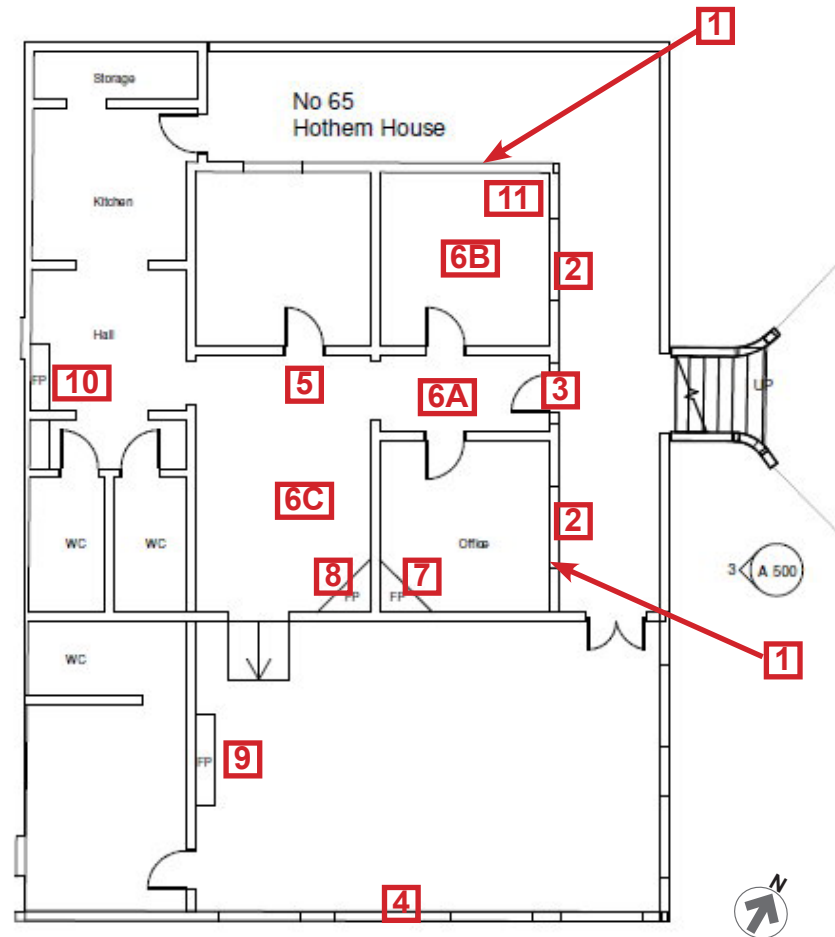 1
Storage
No 65
Hothem House
11
Kitchen
6B
2
Hall
FP
10
5
6A
3
UP
6C
2
WC
WC
Office
8
7
FP
FP
3
A 500
WC
1
FP
9
4
N